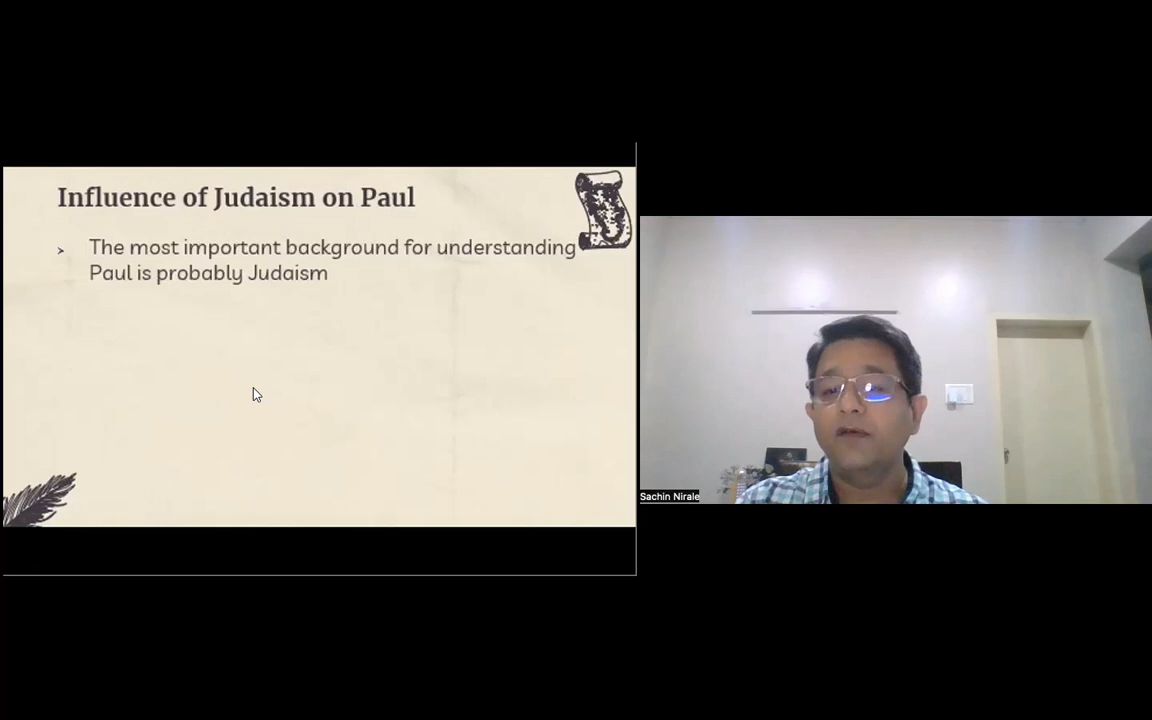 Influence of Judaism on Paul
➢ The most important background for understanding
Paul is probably Judaism
Sachin Nirale